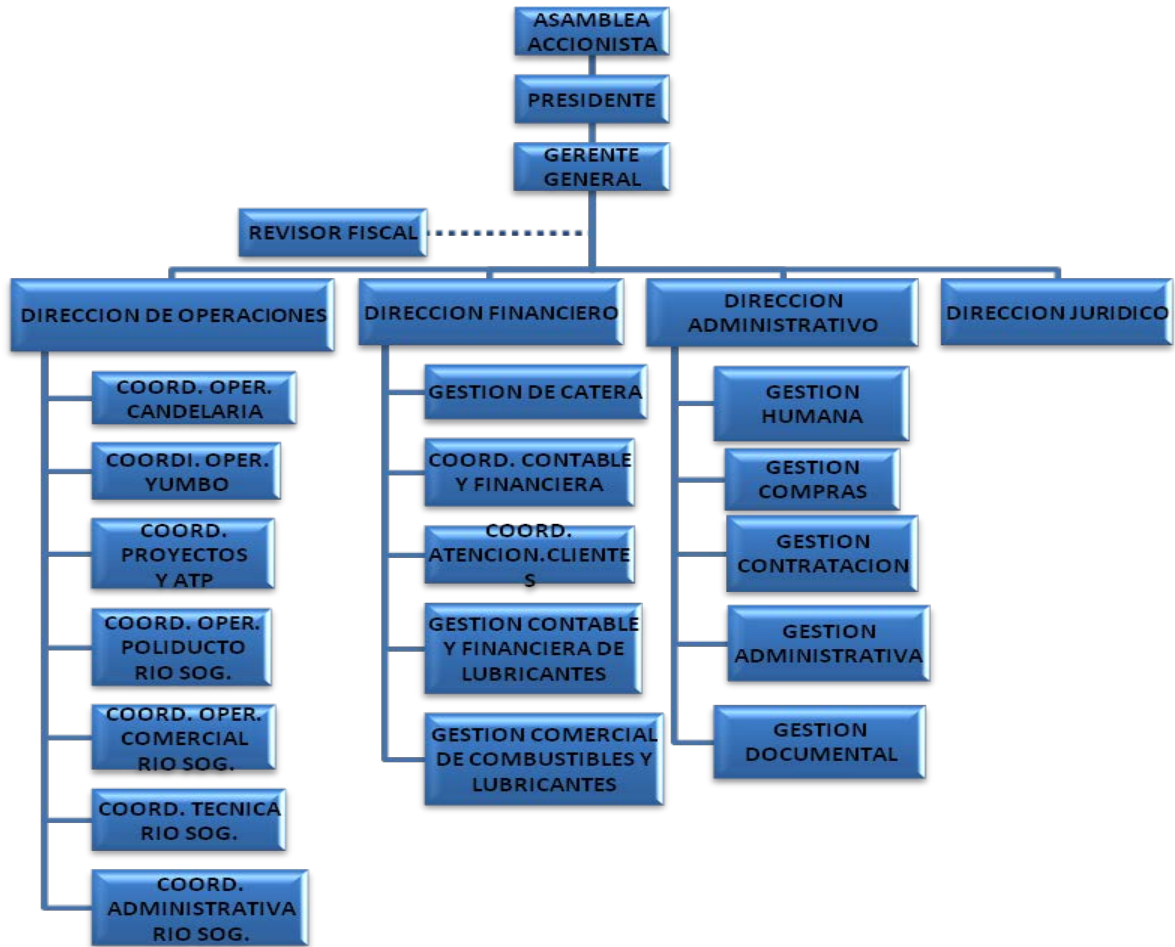 ASAMBLEA
ACCIONISTA
PRESIDENTE
GERENTE
GENERAL
REVISOR FISCAL
DIRECCION DE OPERACIONES
COORD. OPER.
CANDELARIA
COORDI. OPER.
YUMBO
COORD.
PROYECTOS
Y ATP
COORD. OPER.
POLIDUCTO
RIO SOG.
COORD. OPER.
COMERCIAL
RIO SOG.
COORD. TECNICA
RIO SOG.
COORD.
ADMINISTRATIVA
RIO SOG.
DIRECCION FINANCIERO
GESTION DE CATERA
COORD. CONTABLE
Y FINANCIERA
COORD.
ATENCION.CLIENTE
S
GESTION CONTABLE
Y FINANCIERA DE
LUBRICANTES
GESTION COMERCIAL
DE COMBUSTIBLES Y
LUBRICANTES
DIRECCION
ADMINISTRATIVO
GESTION
HUMANA
GESTION
COMPRAS
GESTION
CONTRATACION
GESTION
ADMINISTRATIVA
GESTION
DOCUMENTAL
DIRECCION JURIDICO